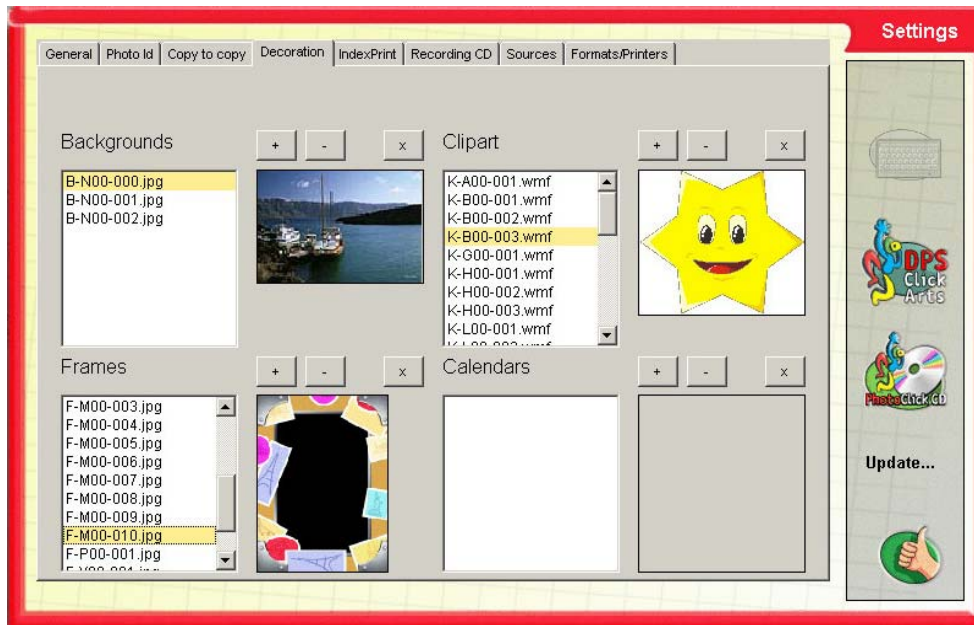 Settings
General
Photo Id
Copy to copy
Decoration
IndexPrint
Recording CD
Sources
Formats/Printers
Backgrounds
+
-
x
B-N00-000.jpg
B-N00-001.jpg
B-N00-002.jpg
Clipart
+
-
x
K-A00-001.wmf
K-B00-001.wmf
K-B00-002.wmf
K-B00-003.wmf
K-G00-001.wmf
K-H00-001.wmf
K-H00-002.wmf
K-H00-003.wmf
K-L00-001.wmf
Frames
+
-
x
F-M00-003.jpg
F-M00-004.jpg
F-M00-005.jpg
F-M00-006.jpg
F-M00-007.jpg
F-M00-008.jpg
F-M00-009.jpg
F-M00-010.jpg
F-P00-001.jpg
Calendars
+
-
x
DPS
Click
Arts
PhotoClick.CD
Update...